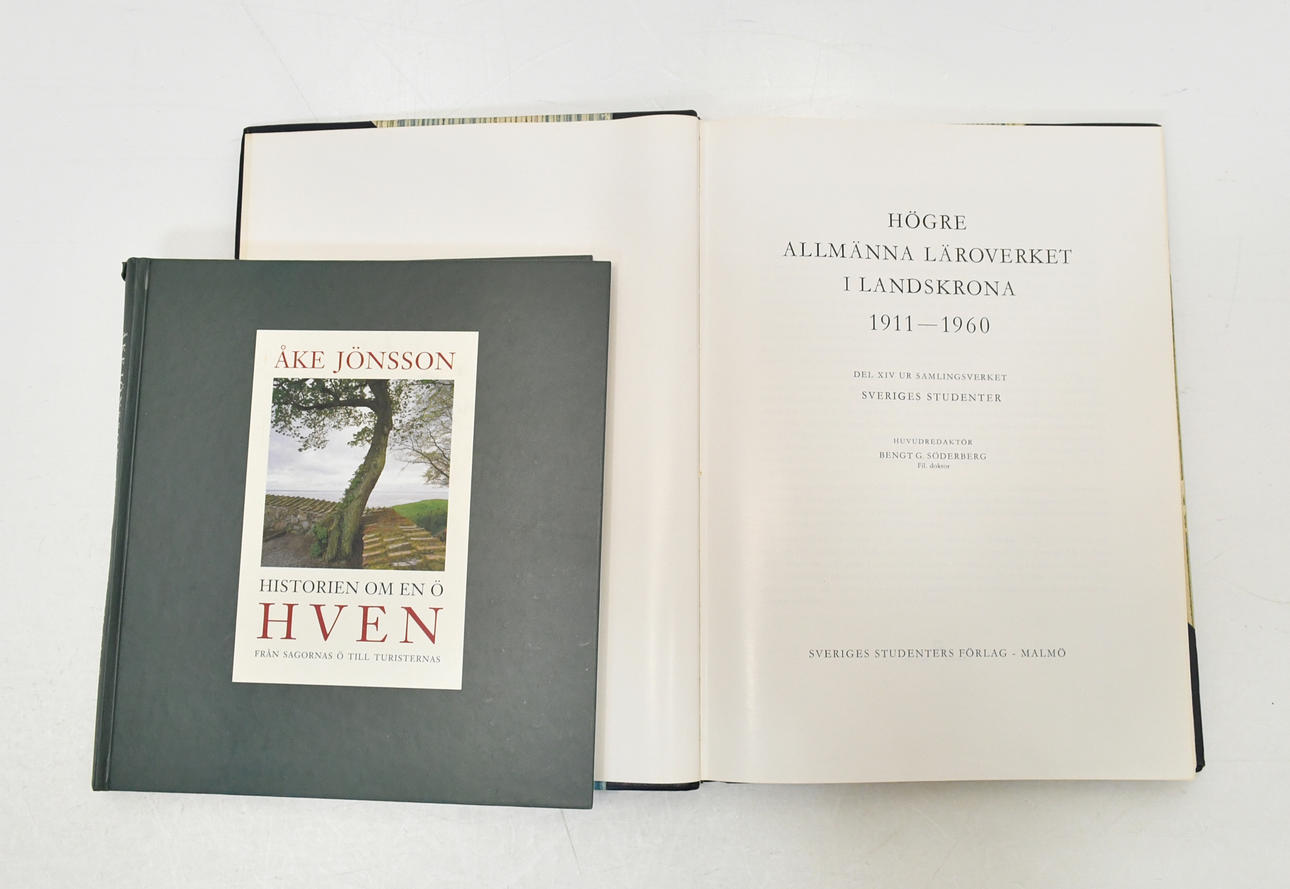 ÅKE JÖNSSON
HISTORIEN OM EN Ö
HVEN
FRÅN SAGORNAS Ö TILL TURISTERNAS
HÖGRE
ALLMÄNNA LÄROVERKET
I LANDSKRONA
1911—1960
DEL XIV UR SAMLINGSVERKET
SVERIGES STUDENTER
HUVUDREDAKTÖR
BENGT G. SÖDERBERG
Fil. doktor
SVERIGES STUDENTERS FÖRLAG - MALMÖ